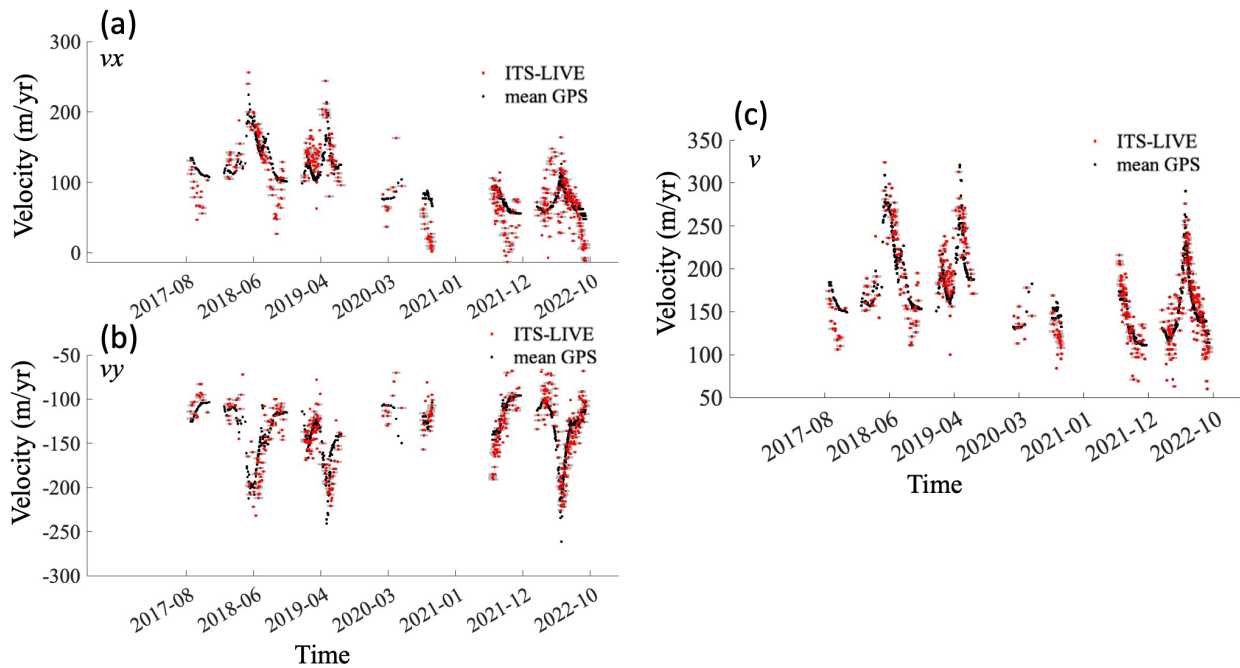 (a)
300
vx
ITS-LIVE
mean GPS
200
100
0
Velocity (m/yr)
2017-08
2018-06
2019-04
2020-03
2021-01
2021-12
2022-10
(b)
ITS-LIVE
mean GPS
-50
vy
-100
-150
-200
-250
-300
Velocity (m/yr)
2017-08
2018-06
2019-04
2020-03
2021-01
2021-12
2022-10
Time
(c)
350
v
ITS-LIVE
mean GPS
300
250
200
150
100
50
Velocity (m/yr)
2017-08
2018-06
2019-04
2020-03
2021-01
2021-12
2022-10
Time